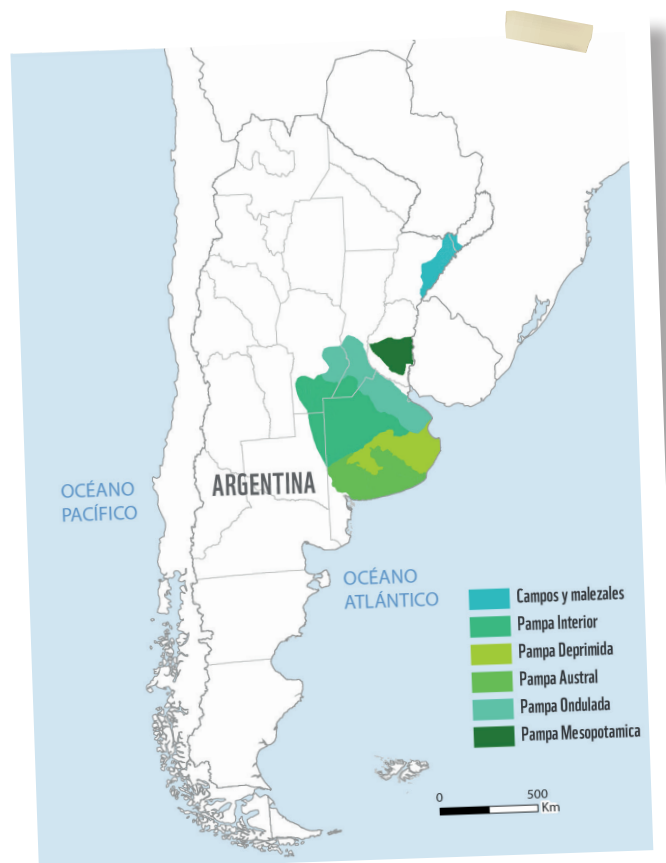 ARGENTINA
OCÉANO
PACÍFICO
OCÉANO
ATLÁNTICO
Campos y malezales
Pampa Interior
Pampa Deprimida
Pampa Austral
Pampa Ondulada
Pampa Mesopotamica
0
500
Km